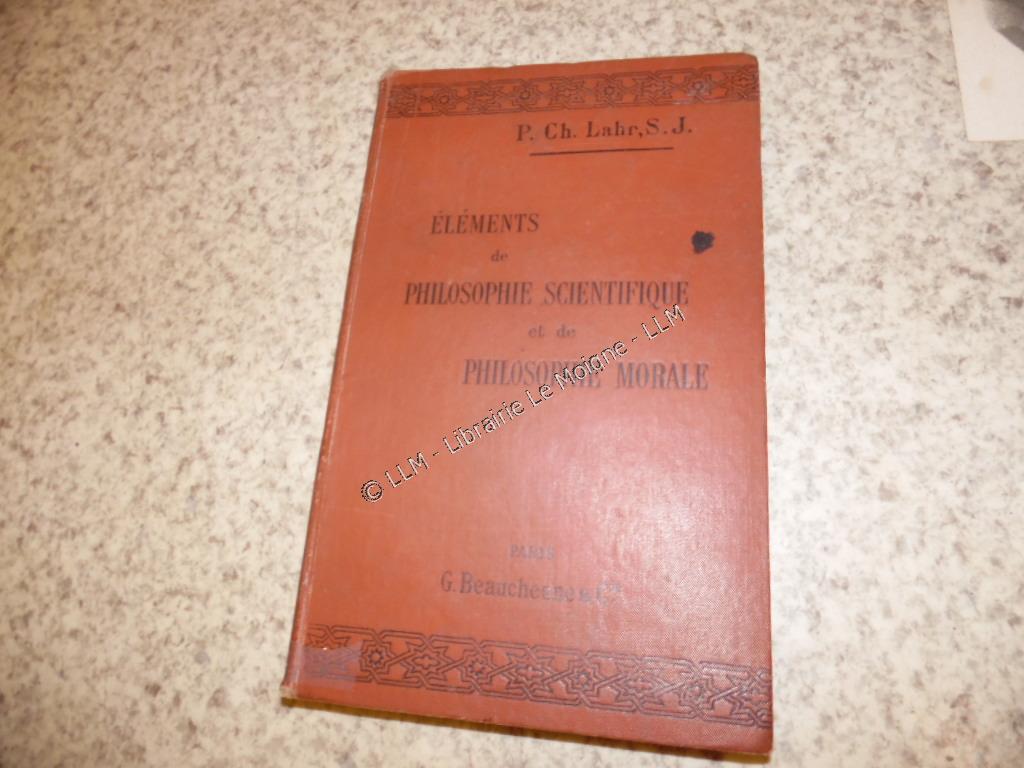 P. Ch. Lahr, S. J.
ÉLÉMENTS
de
PHILOSOPHIE SCIENTIFIQUE
et de
PHILOSOPHIE MORALE
© LLM - Librairie Le Moigne - LLM
PARIS
G. Beauchesne & Cie